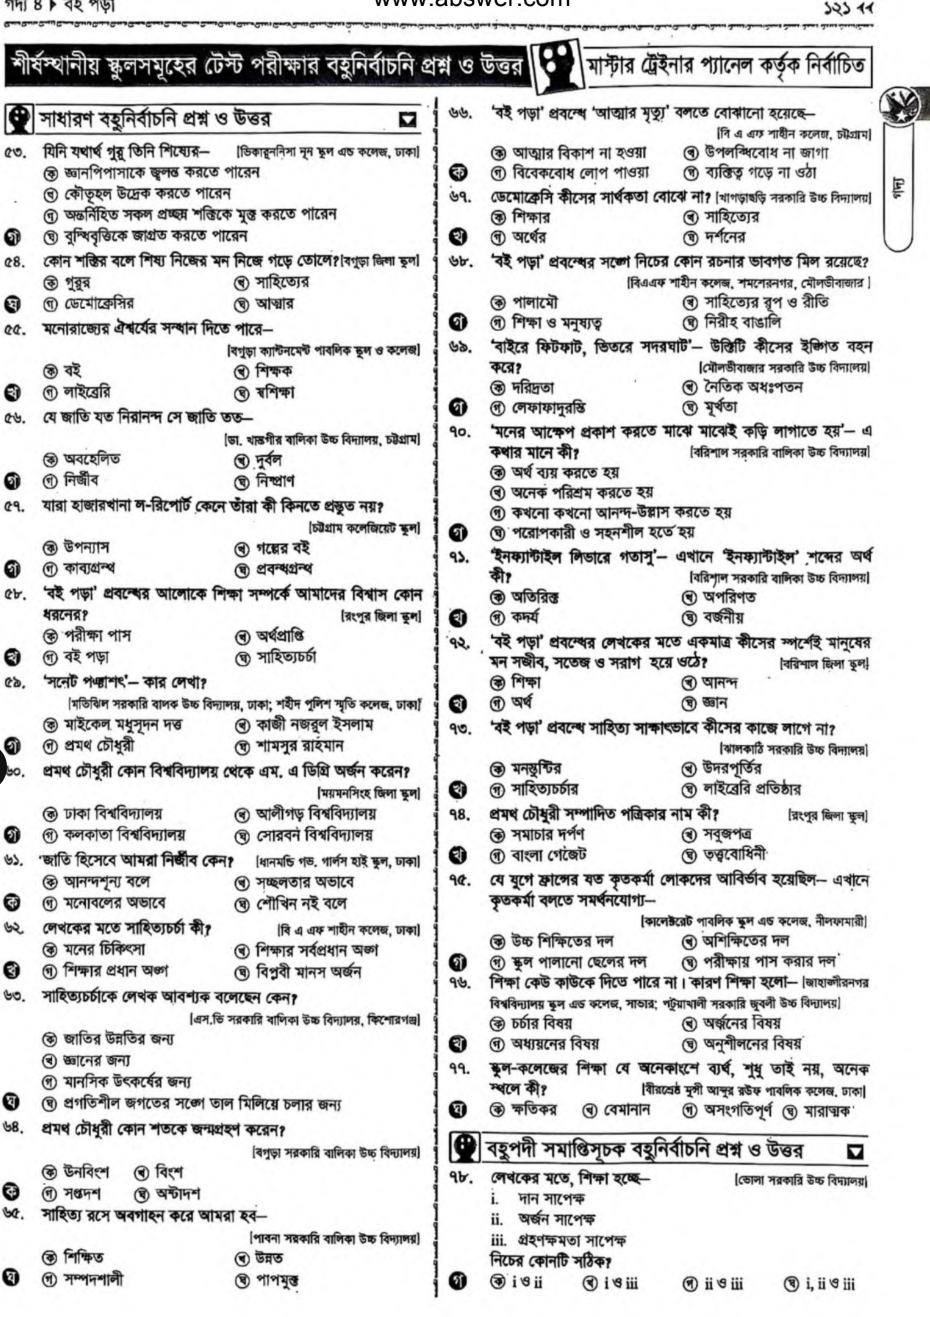 গদ্য ৪ ▶ বই পড়া
www.abswer.com
১২১
শীর্ষস্থানীয় স্কুলসমূহের টেস্ট পরীক্ষার বহুনির্বাচনি প্রশ্ন ও উত্তর
মাস্টার ট্রেইনার প্যানেল কর্তৃক নির্বাচিত
সাধারণ বহুনির্বাচনি প্রশ্ন ও উত্তর
৫৩. যিনি যথার্থ গুরু তিনি শিষ্যের— [ভিকারুননিসা নূন স্কুল এন্ড কলেজ, ঢাকা]
ক জ্ঞানপিপাসাকে জ্বলন্ত করতে পারেন
খ কৌতূহল উদ্রেক করতে পারেন
গ অন্তর্নিহিত সকল প্রচ্ছন্ন শক্তিকে মুক্ত করতে পারেন
গ ঘ বুদ্ধিবৃত্তিকে জাগ্রত করতে পারেন
৫৪. কোন শক্তির বলে শিষ্য নিজের মন নিজে গড়ে তোলে? [বগুড়া জিলা স্কুল]
ক গুরুর খ সাহিত্যের
ঘ গ ডেমোক্রেসির ঘ আত্মার
৫৫. মনোরাজ্যের ঐশ্বর্যের সন্ধান দিতে পারে—
[বগুড়া ক্যান্টনমেন্ট পাবলিক স্কুল ও কলেজ]
ক বই খ শিক্ষক
খ গ লাইব্রেরি ঘ স্বশিক্ষা
৫৬. যে জাতি যত নিরানন্দ সে জাতি তত—
[ডা. খাস্তগীর বালিকা উচ্চ বিদ্যালয়, চট্টগ্রাম]
ক অবহেলিত খ দুর্বল
গ গ নির্জীব ঘ নিষ্প্রাণ
৫৭. যারা হাজারখানা ল-রিপোর্ট কেনে তাঁরা কী কিনতে প্রস্তুত নয়?
[চট্টগ্রাম কলেজিয়েট স্কুল]
ক উপন্যাস খ গল্পের বই
গ গ কাব্যগ্রন্থ ঘ প্রবন্ধগ্রন্থ
৫৮. 'বই পড়া' প্রবন্ধের আলোকে শিক্ষা সম্পর্কে আমাদের বিশ্বাস কোন
ধরনের? [রংপুর জিলা স্কুল]
ক পরীক্ষা পাস খ অর্থপ্রাপ্তি
খ গ বই পড়া ঘ সাহিত্যচর্চা
৫৯. 'সনেট পঞ্চাশৎ'— কার লেখা?
[মতিঝিল সরকারি বালক উচ্চ বিদ্যালয়, ঢাকা; শহীদ পুলিশ স্মৃতি কলেজ, ঢাকা]
ক মাইকেল মধুসূদন দত্ত খ কাজী নজরুল ইসলাম
গ গ প্রমথ চৌধুরী ঘ শামসুর রাহমান
৬০. প্রমথ চৌধুরী কোন বিশ্ববিদ্যালয় থেকে এম. এ ডিগ্রি অর্জন করেন?
[ময়মনসিংহ জিলা স্কুল]
ক ঢাকা বিশ্ববিদ্যালয় খ আলীগড় বিশ্ববিদ্যালয়
গ গ কলকাতা বিশ্ববিদ্যালয় ঘ সোরবন বিশ্ববিদ্যালয়
৬১. 'জাতি হিসেবে আমরা নির্জীব কেন? [ধানমন্ডি গভ. গার্লস হাই স্কুল, ঢাকা]
ক আনন্দশূন্য বলে খ সচ্ছলতার অভাবে
ক গ মনোবলের অভাবে ঘ শৌখিন নই বলে
৬২. লেখকের মতে সাহিত্যচর্চা কী? [বি এ এফ শাহীন কলেজ, ঢাকা]
ক মনের চিকিৎসা খ শিক্ষার সর্বপ্রধান অঙ্গ
খ গ শিক্ষার প্রধান অঙ্গ ঘ বিপ্লবী মানস অর্জন
৬৩. সাহিত্যচর্চাকে লেখক আবশ্যক বলেছেন কেন?
[এস.ভি সরকারি বালিকা উচ্চ বিদ্যালয়, কিশোরগঞ্জ]
ক জাতির উন্নতির জন্য
খ জ্ঞানের জন্য
গ মানসিক উৎকর্ষের জন্য
ঘ ঘ প্রগতিশীল জগতের সঙ্গে তাল মিলিয়ে চলার জন্য
৬৪. প্রমথ চৌধুরী কোন শতকে জন্মগ্রহণ করেন?
[বগুড়া সরকারি বালিকা উচ্চ বিদ্যালয়]
ক উনবিংশ খ বিংশ
ক গ সপ্তদশ ঘ অষ্টাদশ
৬৫. সাহিত্য রসে অবগাহন করে আমরা হব—
[পাবনা সরকারি বালিকা উচ্চ বিদ্যালয়]
ক শিক্ষিত খ উন্নত
ঘ গ সম্পদশালী ঘ পাপমুক্ত
৬৬. 'বই পড়া' প্রবন্ধে 'আত্মার মৃত্যু' বলতে বোঝানো হয়েছে—
[বি এ এফ শাহীন কলেজ, চট্টগ্রাম]
ক আত্মার বিকাশ না হওয়া খ উপলব্ধিবোধ না জাগা
ক গ বিবেকবোধ লোপ পাওয়া ঘ ব্যক্তিত্ব গড়ে না ওঠা
৬৭. ডেমোক্রেসি কীসের সার্থকতা বোঝে না? [খাগড়াছড়ি সরকারি উচ্চ বিদ্যালয়]
ক শিক্ষার খ সাহিত্যের
খ গ অর্থের ঘ দর্শনের
৬৮. 'বই পড়া' প্রবন্ধের সঙ্গে নিচের কোন রচনার ভাবগত মিল রয়েছে?
[বিএএফ শাহীন কলেজ, শমশেরনগর, মৌলভীবাজার]
ক পালামৌ খ সাহিত্যের রূপ ও রীতি
গ গ শিক্ষা ও মনুষ্যত্ব ঘ নিরীহ বাঙালি
৬৯. 'বাইরে ফিটফাট, ভিতরে সদরঘাট'— উক্তিটি কীসের ইঙ্গিত বহন
করে? [মৌলভীবাজার সরকারি উচ্চ বিদ্যালয়]
ক দরিদ্রতা খ নৈতিক অধঃপতন
গ গ লেফাফাদুরস্তি ঘ মূর্খতা
৭০. 'মনের আক্ষেপ প্রকাশ করতে মাঝে মাঝেই কড়ি লাগাতে হয়'— এ
কথার মানে কী? [বরিশাল সরকারি বালিকা উচ্চ বিদ্যালয়]
ক অর্থ ব্যয় করতে হয়
খ অনেক পরিশ্রম করতে হয়
গ কখনো কখনো আনন্দ-উল্লাস করতে হয়
গ ঘ পরোপকারী ও সহনশীল হতে হয়
৭১. 'ইনফ্যান্টাইল লিভারে গতাসু'— এখানে 'ইনফ্যান্টাইল' শব্দের অর্থ
কী? [বরিশাল সরকারি বালিকা উচ্চ বিদ্যালয়]
ক অতিরিক্ত খ অপরিণত
খ গ কদর্য ঘ বর্জনীয়
৭২. 'বই পড়া' প্রবন্ধের লেখকের মতে একমাত্র কীসের স্পর্শেই মানুষের
মন সজীব, সতেজ ও সরাগ হয়ে ওঠে? [বরিশাল জিলা স্কুল]
ক শিক্ষা খ আনন্দ
খ গ অর্থ ঘ জ্ঞান
৭৩. 'বই পড়া' প্রবন্ধে সাহিত্য সাক্ষাৎভাবে কীসের কাজে লাগে না?
[ঝালকাঠি সরকারি উচ্চ বিদ্যালয়]
ক মনস্তুষ্টির খ উদরপূর্তির
খ গ সাহিত্যচর্চার ঘ লাইব্রেরি প্রতিষ্ঠার
৭৪. প্রমথ চৌধুরী সম্পাদিত পত্রিকার নাম কী? [রংপুর জিলা স্কুল]
ক সমাচার দর্পণ খ সবুজপত্র
খ গ বাংলা গেজেট ঘ তত্ত্ববোধিনী
৭৫. যে যুগে ফ্রান্সের যত কৃতকর্মা লোকদের আবির্ভাব হয়েছিল— এখানে
কৃতকর্মা বলতে সমর্থনযোগ্য—
[কালেক্টরেট পাবলিক স্কুল এন্ড কলেজ, নীলফামারী]
ক উচ্চ শিক্ষিতের দল খ অশিক্ষিতের দল
গ গ স্কুল পালানো ছেলের দল ঘ পরীক্ষায় পাস করার দল
৭৬. শিক্ষা কেউ কাউকে দিতে পারে না। কারণ শিক্ষা হলো— [জাহাঙ্গীরনগর
বিশ্ববিদ্যালয় স্কুল এন্ড কলেজ, সাভার; পটুয়াখালী সরকারি জুবলী উচ্চ বিদ্যালয়]
ক চর্চার বিষয় খ অর্জনের বিষয়
খ গ অধ্যয়নের বিষয় ঘ অনুশীলনের বিষয়
৭৭. স্কুল-কলেজের শিক্ষা যে অনেকাংশে ব্যর্থ, শুধু তাই নয়, অনেক
স্থলে কী? [বীরশ্রেষ্ঠ মুন্সী আব্দুর রউফ পাবলিক কলেজ, ঢাকা]
ঘ ক ক্ষতিকর খ বেমানান গ অসংগতিপূর্ণ ঘ মারাত্মক
বহুপদী সমাপ্তিসূচক বহুনির্বাচনি প্রশ্ন ও উত্তর
৭৮. লেখকের মতে, শিক্ষা হচ্ছে— [ভোলা সরকারি উচ্চ বিদ্যালয়]
i. দান সাপেক্ষ
ii. অর্জন সাপেক্ষ
iii. গ্রহণক্ষমতা সাপেক্ষ
নিচের কোনটি সঠিক?
গ ক i ও ii খ i ও iii গ ii ও iii ঘ i, ii ও iii
গদ্য